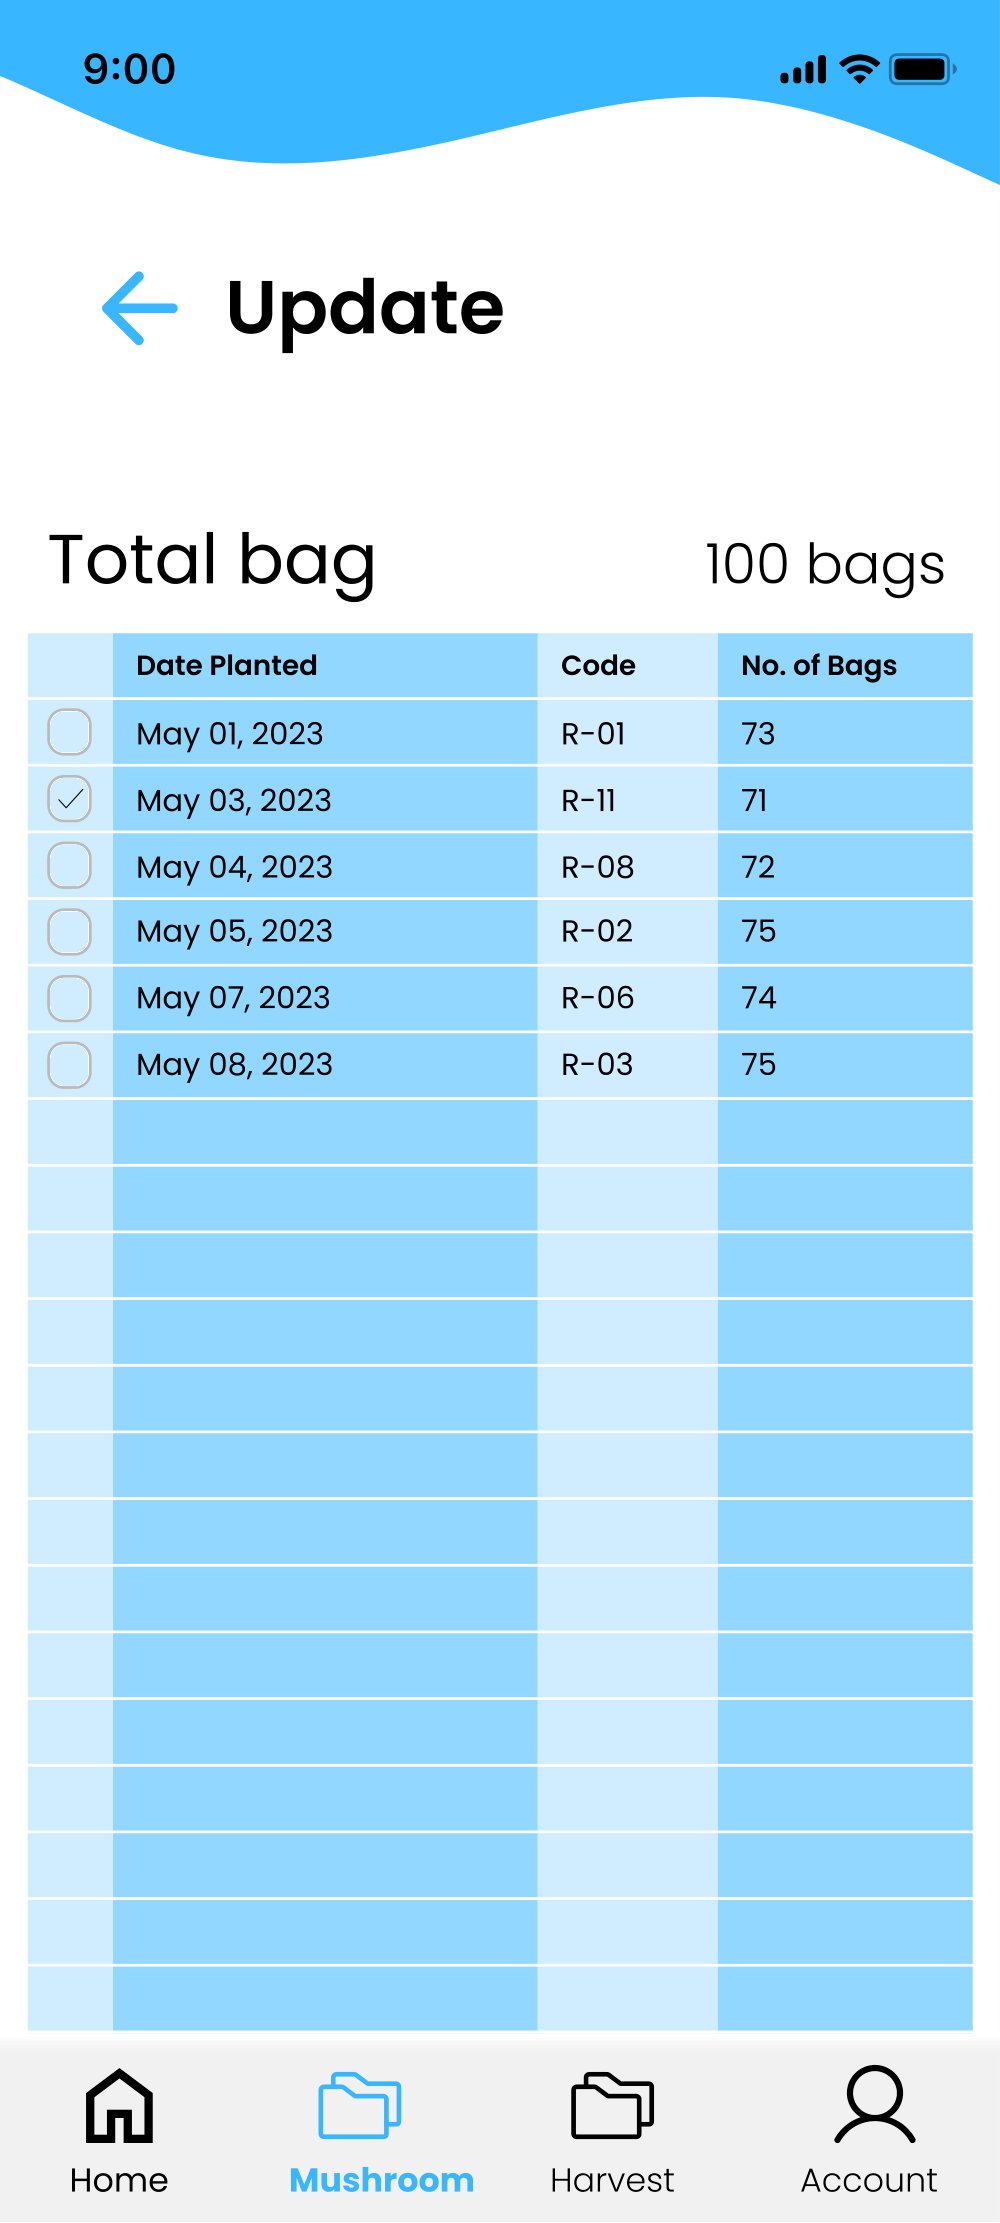 9:00
Update
Total bag 100 bags
Date Planted Code No. of Bags
May 01, 2023 R-01 73
May 03, 2023 R-11 71
May 04, 2023 R-08 72
May 05, 2023 R-02 75
May 07, 2023 R-06 74
May 08, 2023 R-03 75
Home Mushroom Harvest Account